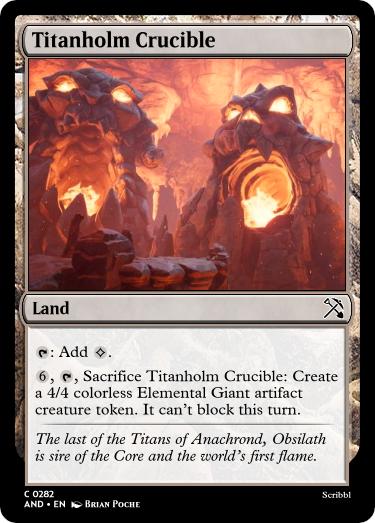 Titanholm Crucible
Land
: Add .
6, , Sacrifice Titanholm Crucible: Create
a 4/4 colorless Elemental Giant artifact
creature token. It can't block this turn.
The last of the Titans of Anachrond, Obsilath
is sire of the Core and the world's first flame.
C 0282
Scribbl
AND • EN Brian Poche